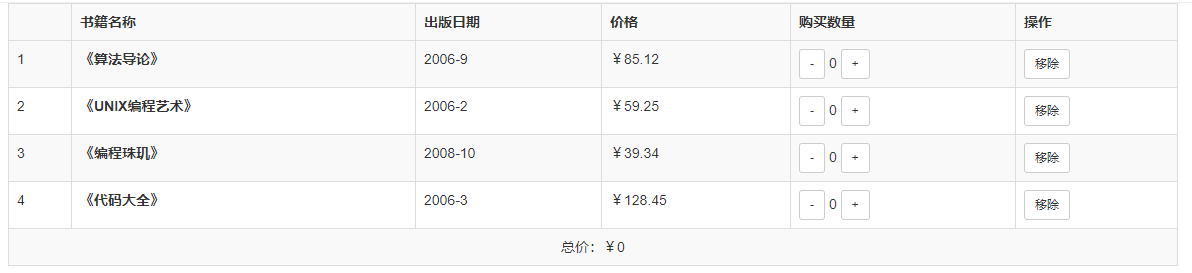 书籍名称 出版日期 价格 购买数量 操作
1 《算法导论》 2006-9 ￥85.12 - 0 + 移除
2 《UNIX编程艺术》 2006-2 ￥59.25 - 0 + 移除
3 《编程珠玑》 2008-10 ￥39.34 - 0 + 移除
4 《代码大全》 2006-3 ￥128.45 - 0 + 移除
总价：￥0